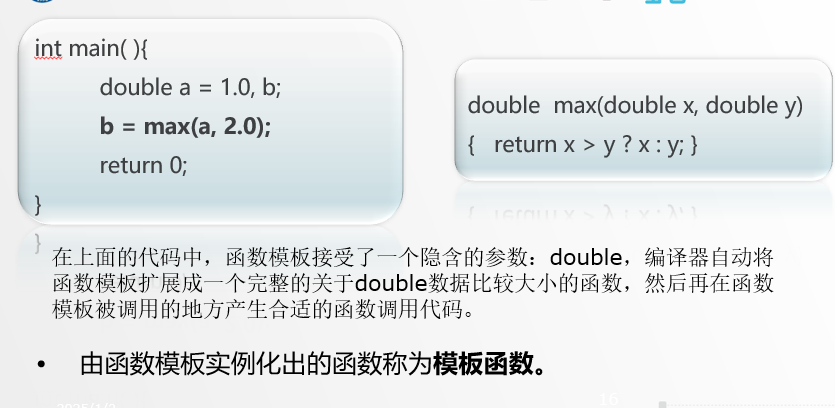 int main( ){
double a = 1.0, b;
b = max(a, 2.0);
return 0;
}
double  max(double x, double y)
{   return x > y ? x : y; }
在上面的代码中，函数模板接受了一个隐含的参数：double，编译器自动将
函数模板扩展成一个完整的关于double数据比较大小的函数，然后再在函数
模板被调用的地方产生合适的函数调用代码。
• 由函数模板实例化出的函数称为模板函数。
16